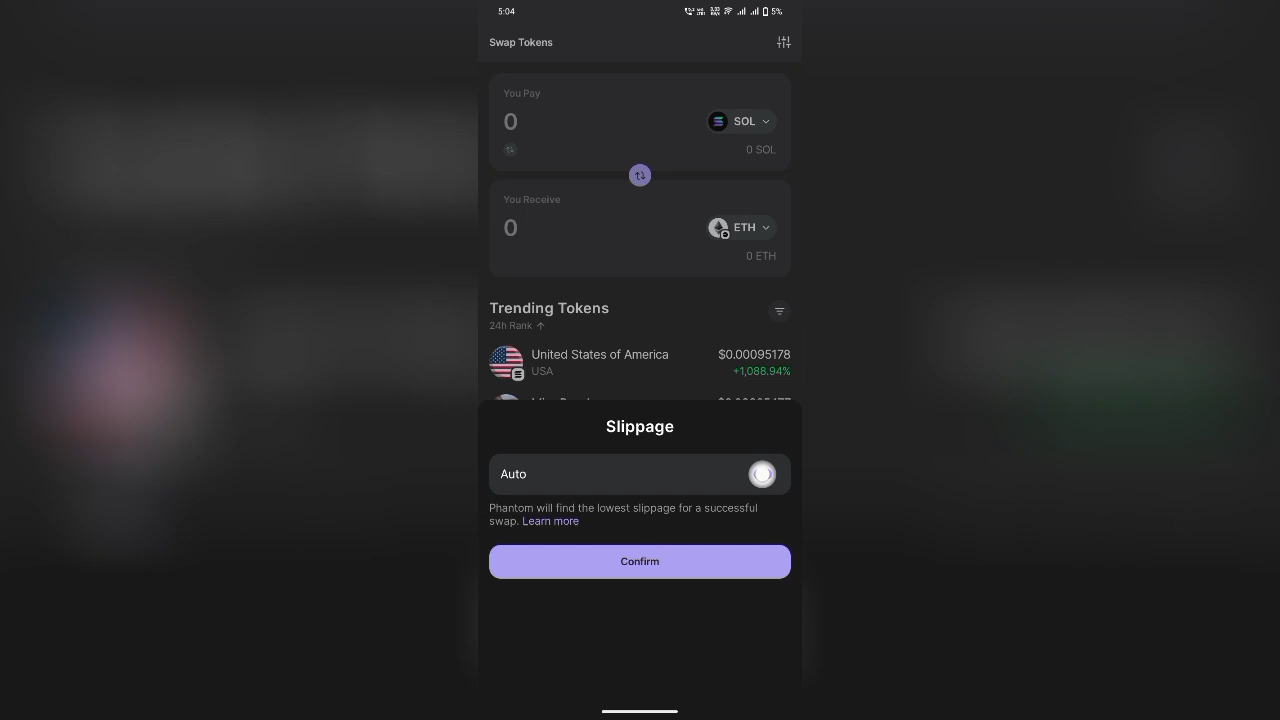 5:04
5%
Swap Tokens
You Pay
0
SOL
0 SOL
You Receive
0
ETH
0 ETH
Trending Tokens
24h Rank ↑
United States of America
$0.00095178
USA
+1,088.94%
Slippage
Auto
Phantom will find the lowest slippage for a successful
swap. Learn more
Confirm